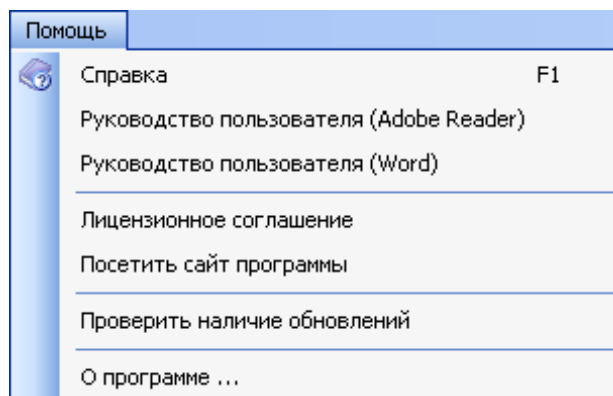 Помощь
Справка F1
Руководство пользователя (Adobe Reader)
Руководство пользователя (Word)
Лицензионное соглашение
Посетить сайт программы
Проверить наличие обновлений
О программе ...